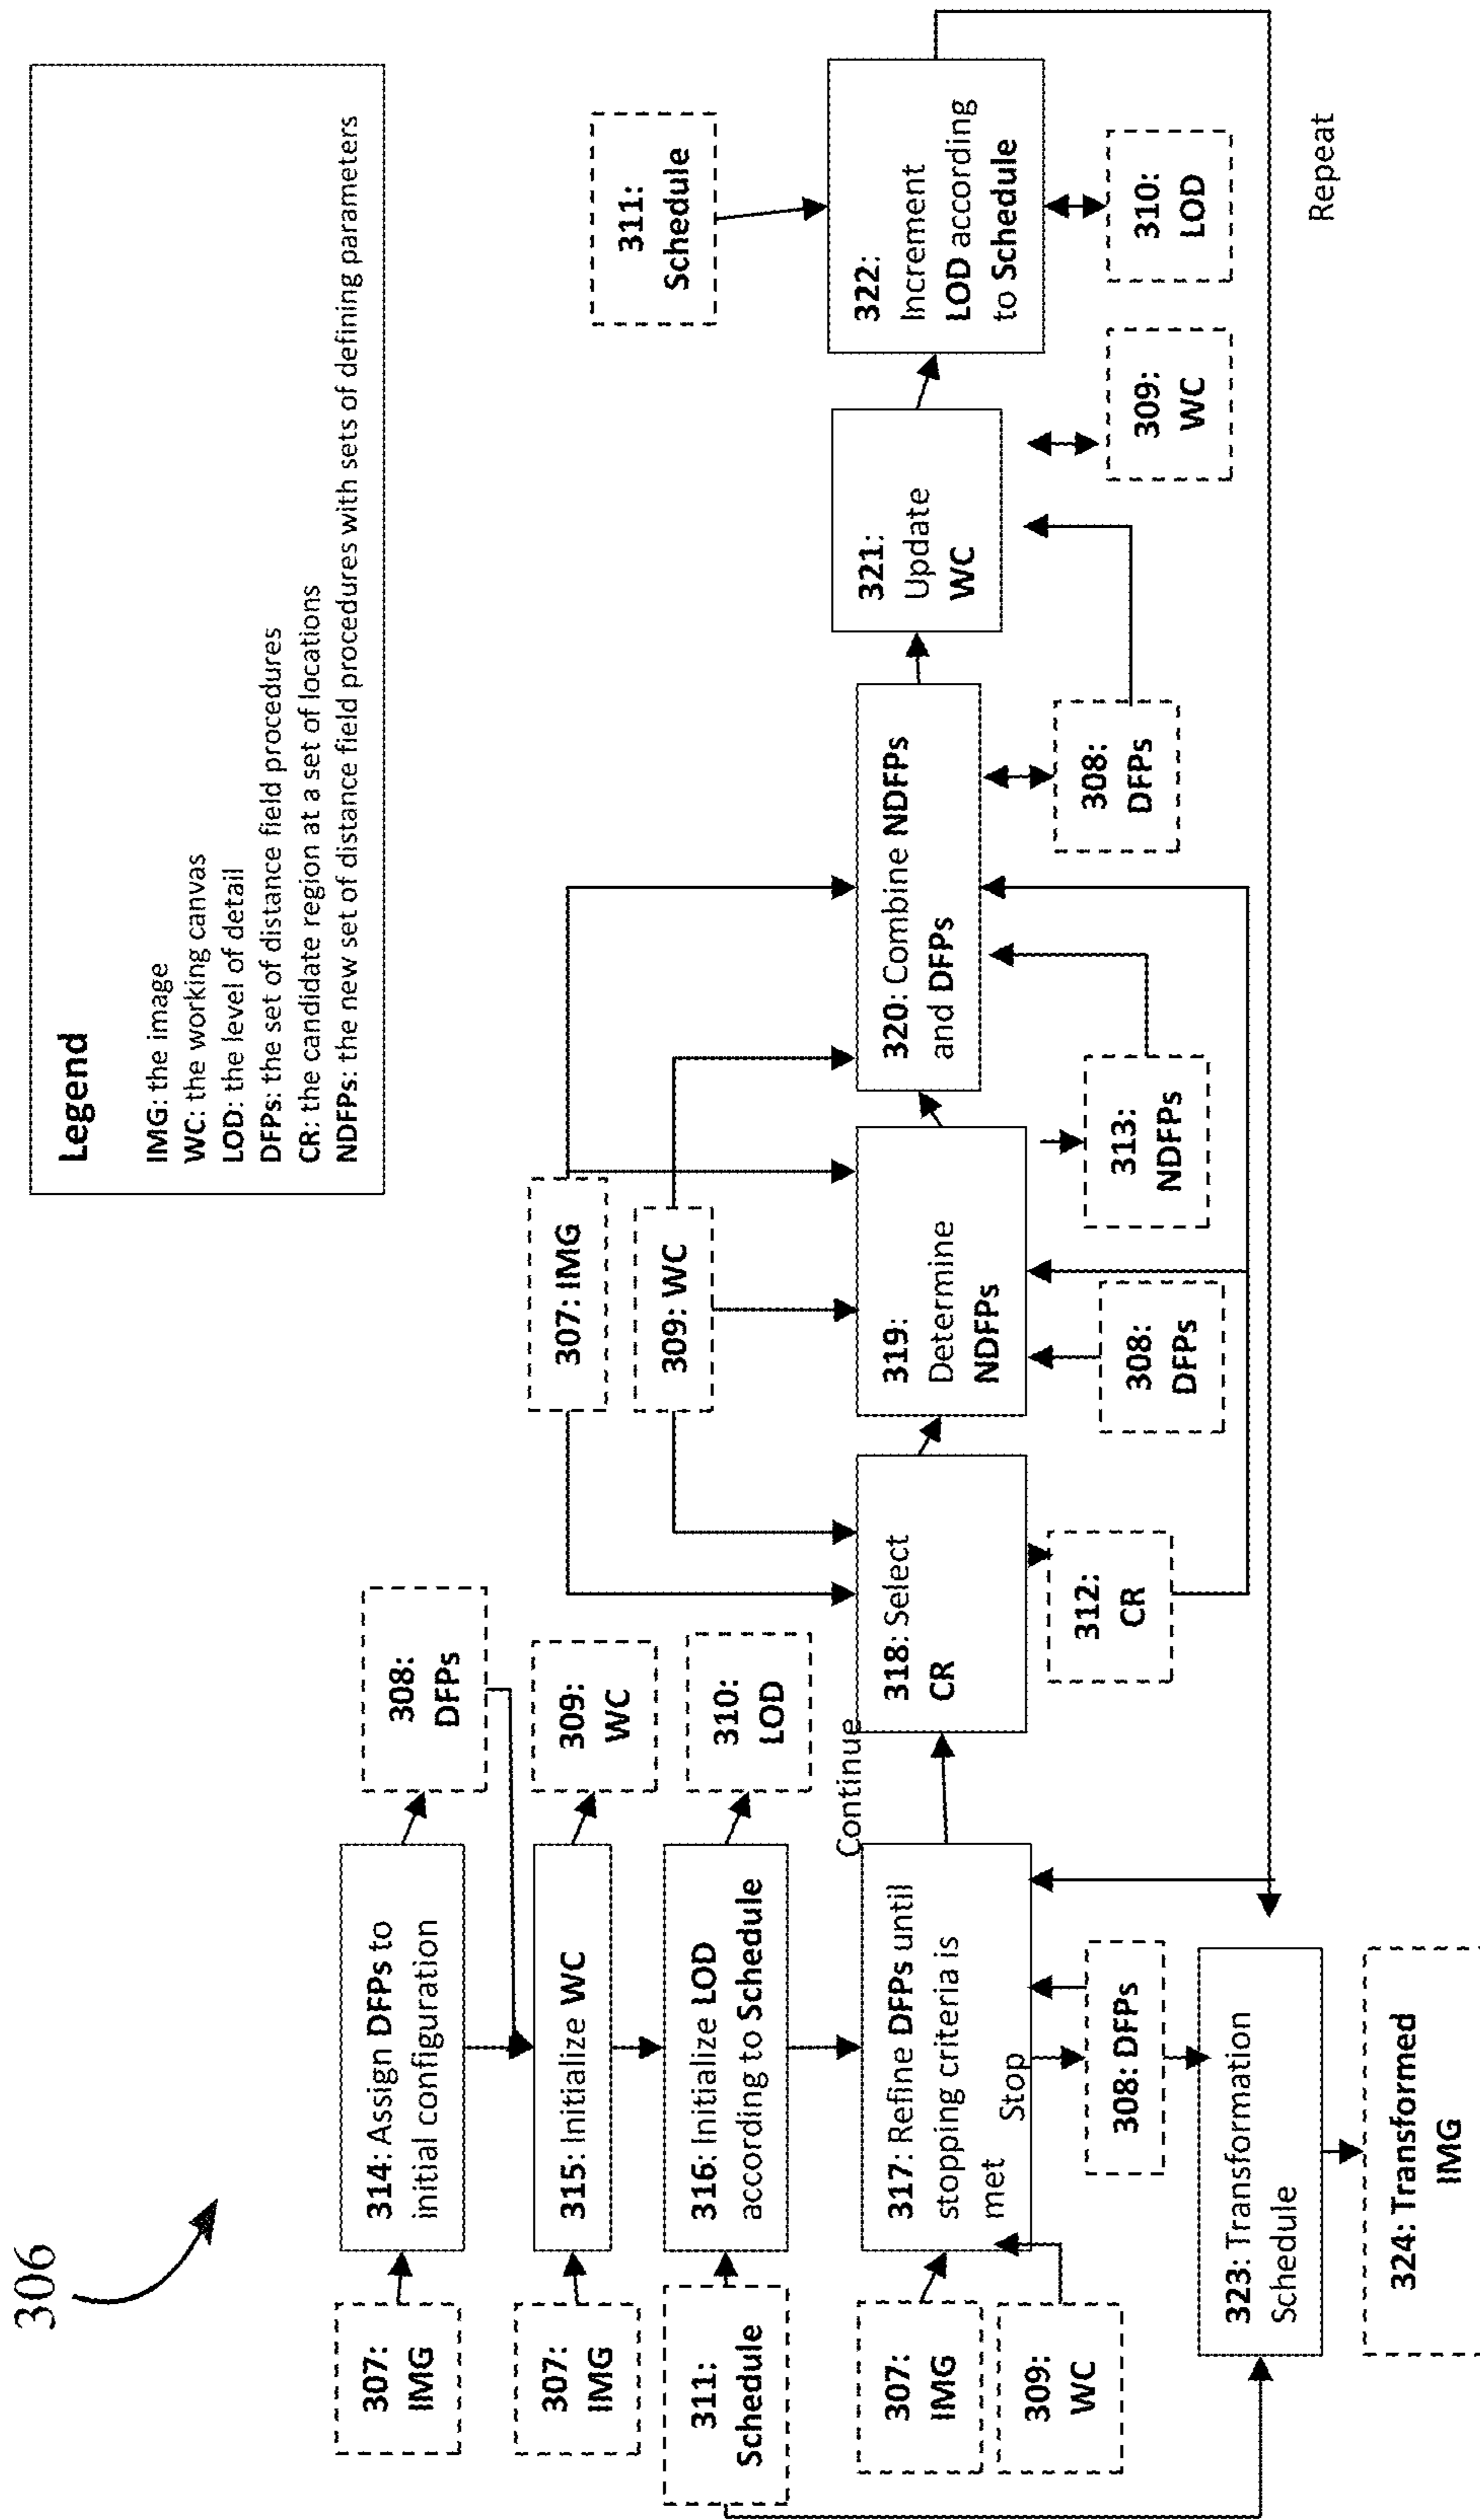 306
Legend
IMG: the image
WC: the working canvas
LOD: the level of detail
DFPs: the set of distance field procedures
CR: the candidate region at a set of locations
NDFPs: the new set of distance field procedures with sets of defining parameters
307:
IMG
314: Assign DFPs to
initial configuration
308:
DFPs
307:
IMG
315: Initialize WC
309:
WC
311:
Schedule
316: Initialize LOD
according to Schedule
310:
LOD
307: IMG
309: WC
311:
Schedule
307:
IMG
309:
WC
317: Refine DFPs until
stopping criteria is
met
Stop
Continue
318: Select
CR
319:
Determine
NDFPs
320: Combine NDFPs
and DFPs
321:
Update
WC
322:
Increment
LOD according
to Schedule
308: DFPs
312:
CR
308:
DFPs
313:
NDFPs
308:
DFPs
309:
WC
310:
LOD
323: Transformation
Schedule
Repeat
324: Transformed
IMG